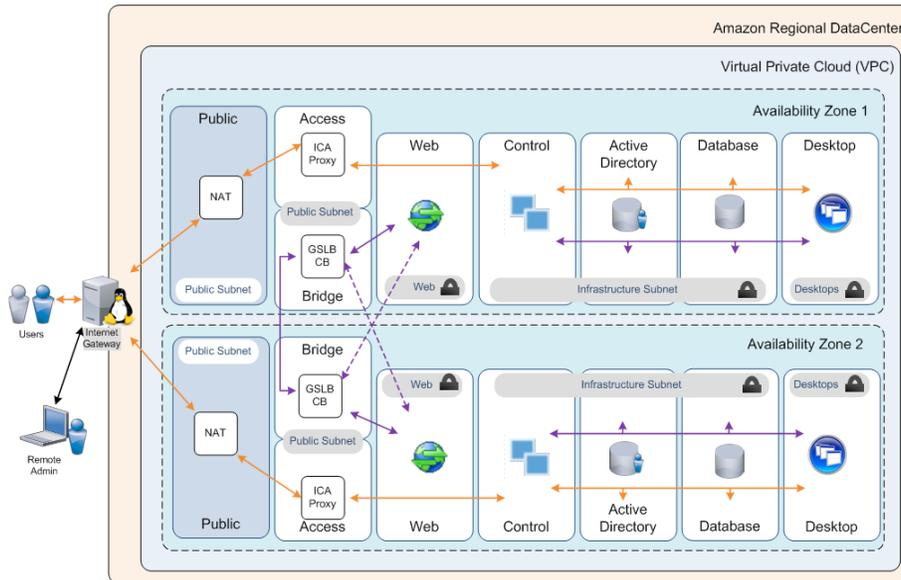 Amazon Regional DataCenter
Virtual Private Cloud (VPC)
Availability Zone 1
Public
Access
ICA
Proxy
Web
Control
Active
Directory
Database
Desktop
NAT
Public Subnet
GSLB
CB
Public Subnet
Bridge
Web
Infrastructure Subnet
Desktops
Users
Internet
Gateway
Availability Zone 2
Public Subnet
Bridge
Web
Infrastructure Subnet
Desktops
GSLB
CB
NAT
Public Subnet
Remote
Admin
ICA
Proxy
Public
Access
Web
Control
Active
Directory
Database
Desktop